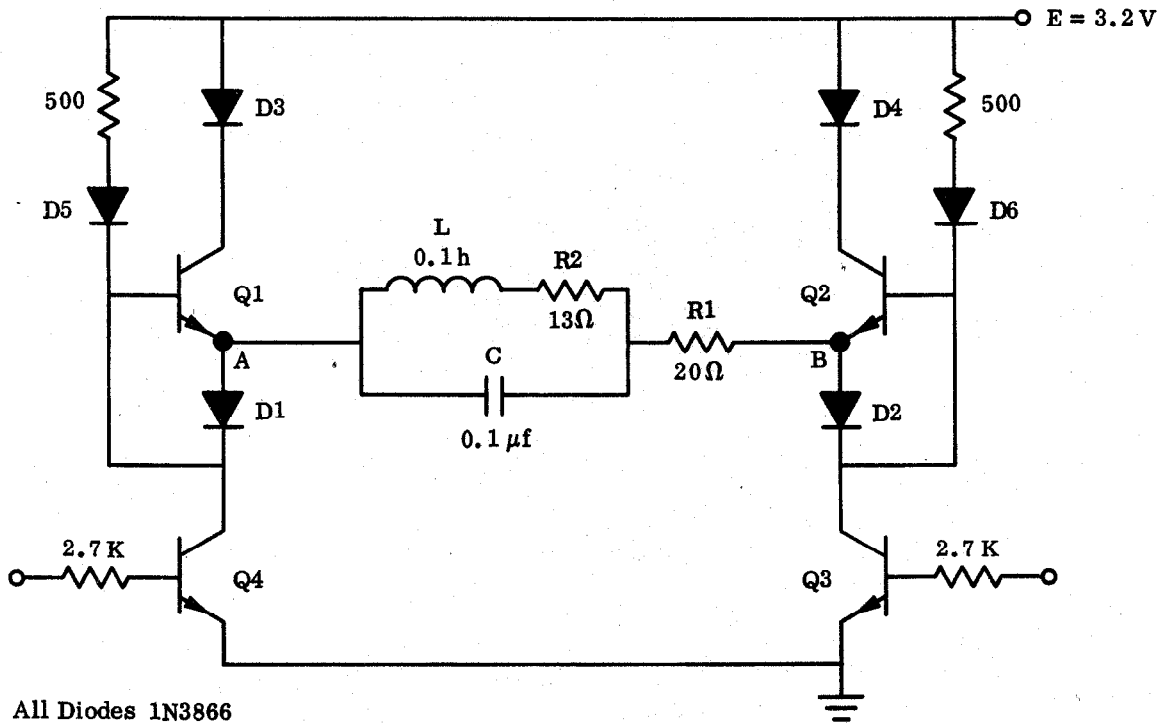 E = 3.2 V
500
D3
D4
500
D5
D6
L
0.1 h
R2
Q1
Q2
13Ω
R1
A
B
C
20Ω
D1
D2
0.1 μf
2.7 K
2.7 K
Q4
Q3
All Diodes 1N3866